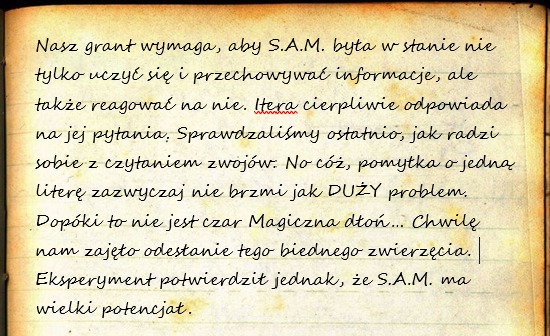 Nasz grant wymaga, aby S.A.M. była w stanie nie
tylko uczyć się i przechowywać informacje, ale
także reagować na nie. Itera cierpliwie odpowiada
na jej pytania. Sprawdzaliśmy ostatnio, jak radzi
sobie z czytaniem zwojów. No cóż, pomyłka o jedną
literę zazwyczaj nie brzmi jak DUŻY problem.
Dopóki to nie jest czar Magiczna dłoń... Chwilę
nam zajęło odesłanie tego biednego zwierzęcia.
Eksperyment potwierdził jednak, że S.A.M. ma
wielki potencjał.